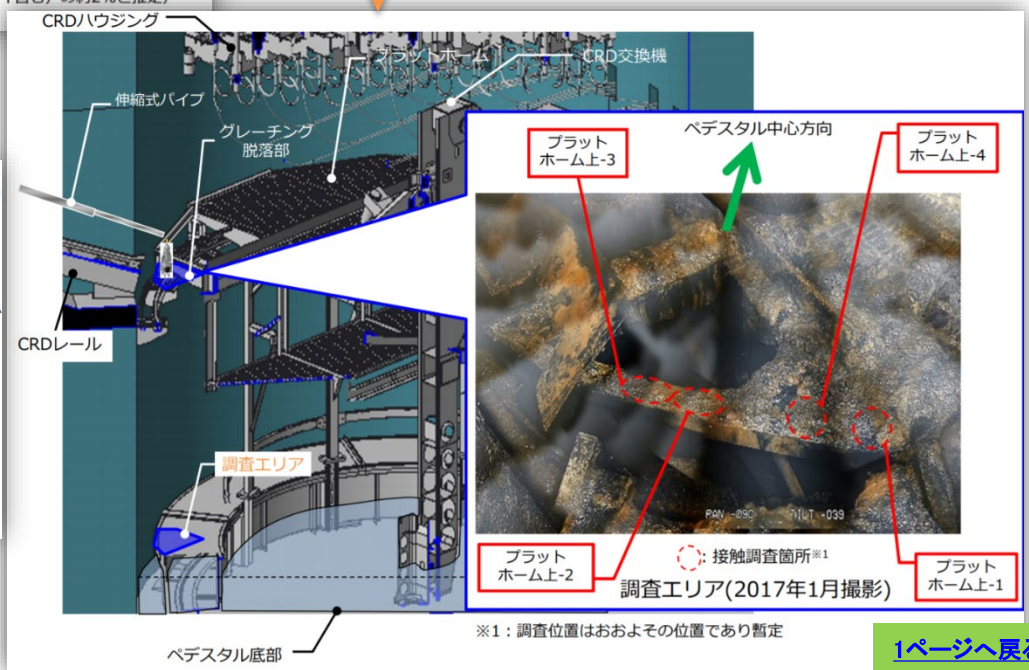 CRDハウジング
プラットホーム
CRD交換機
伸縮式パイプ
グレーチング
脱落部
ペデスタル中心方向
プラット
ホーム上-3
プラット
ホーム上-4
CRDレール
調査エリア
PAN -090 TILT -039
プラット
ホーム上-2
:接触調査箇所※1
プラット
ホーム上-1
調査エリア(2017年1月撮影)
※1:調査位置はおおよその位置であり暫定
ペデスタル底部
1ページへ戻る